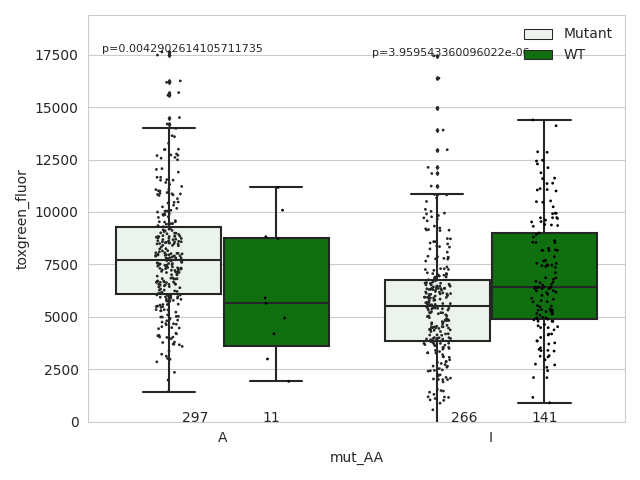 p=0.0042902614105711735
p=3.959543360096022e-06
Mutant
WT
17500
15000
12500
10000
7500
5000
2500
0
toxgreen_fluor
297
11
266
141
A
I
mut_AA